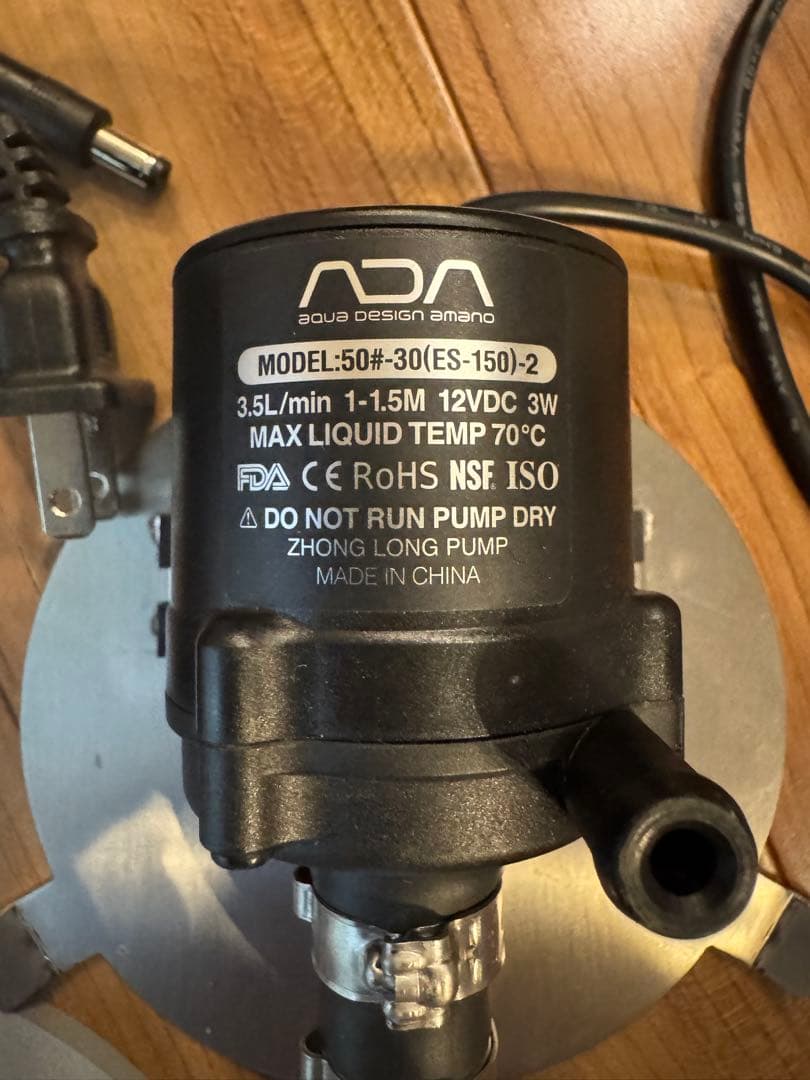 ADA
aqua DESIGN amano
MODEL:50#-30(ES-150)-2
3.5L/min 1-1.5M 12VDC 3W
MAX LIQUID TEMP 70°C
FDA CE RoHS NSF. ISO
⚠ DO NOT RUN PUMP DRY
ZHONG LONG PUMP
MADE IN CHINA